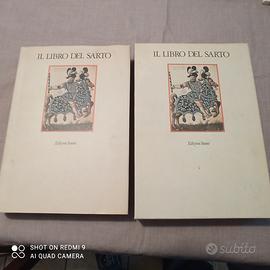 IL LIBRO DEL SARTO
Edizioni Panini
IL LIBRO DEL SARTO
Edizioni Panini
SHOT ON REDMI 9
AI QUAD CAMERA
subito